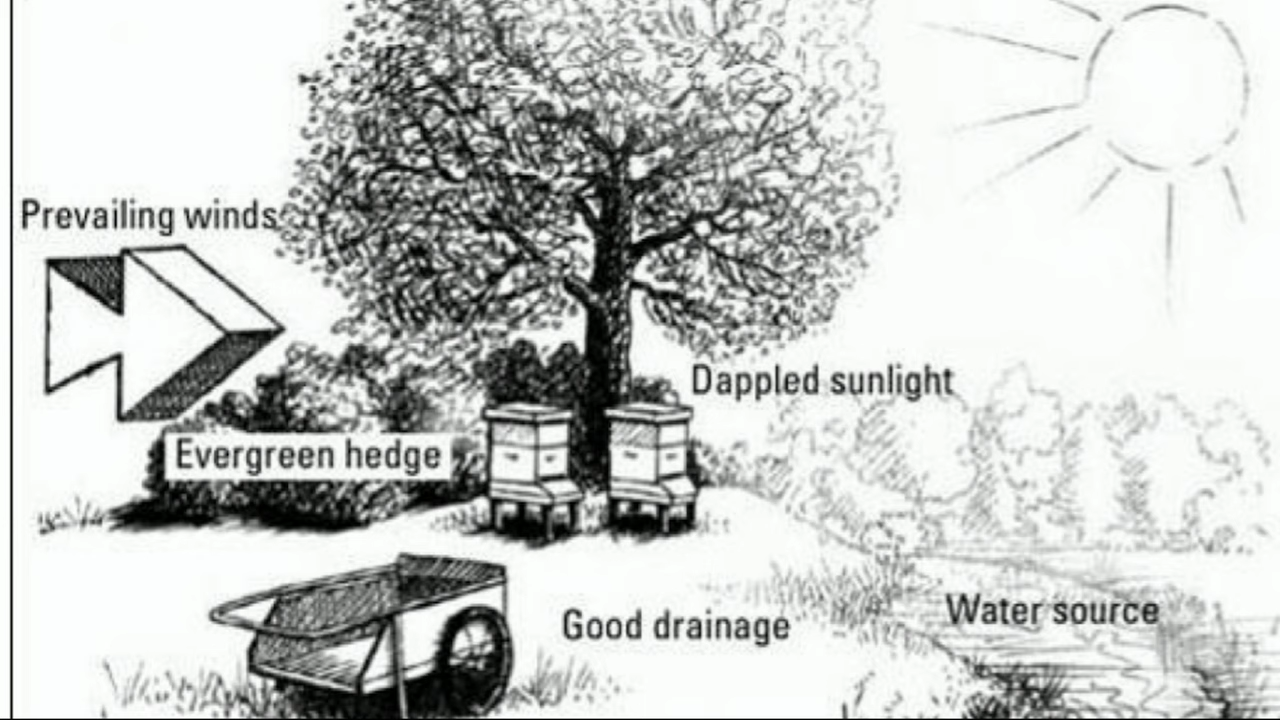 Prevailing winds
Dappled sunlight
Evergreen hedge
Water source
Good drainage